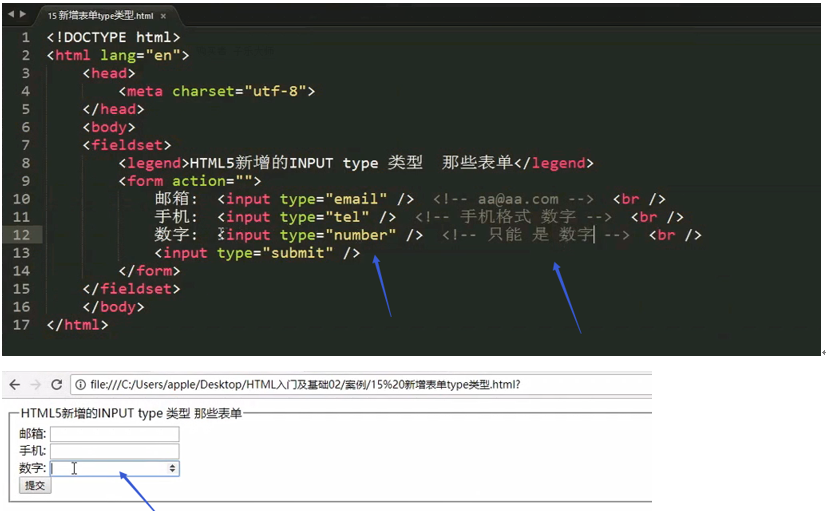 15 新增表单type类型.html ×
1 <!DOCTYPE html>
2 <html lang="en">
3 <head>
4 <meta charset="utf-8">
5 </head>
6 <body>
7 <fieldset>
8 <legend>HTML5新增的INPUT type 类型 那些表单</legend>
9 <form action="">
10 邮箱: <input type="email" /> <!-- aa@aa.com --> <br />
11 手机: <input type="tel" /> <!-- 手机格式 数字 --> <br />
12 数字: <input type="number" /> <!-- 只能 是 数字 --> <br />
13 <input type="submit" />
14 </form>
15 </fieldset>
16 </body>
17 </html>
file:///C:/Users/apple/Desktop/HTML入门及基础02/案例/15%20新增表单type类型.html?
HTML5新增的INPUT type 类型 那些表单
邮箱:
手机:
数字:
提交